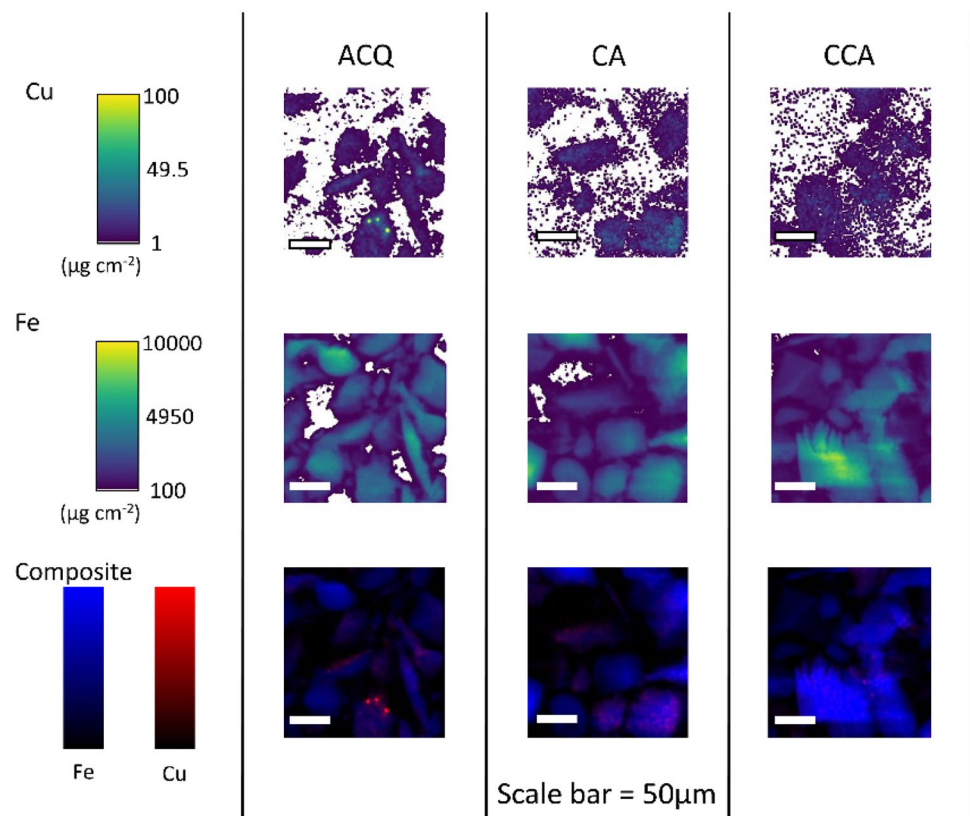 ACQ CA CCA
Cu
100
49.5
1
(µg cm⁻²)
Fe
10000
4950
100
(µg cm⁻²)
Composite
Fe Cu
Scale bar = 50µm